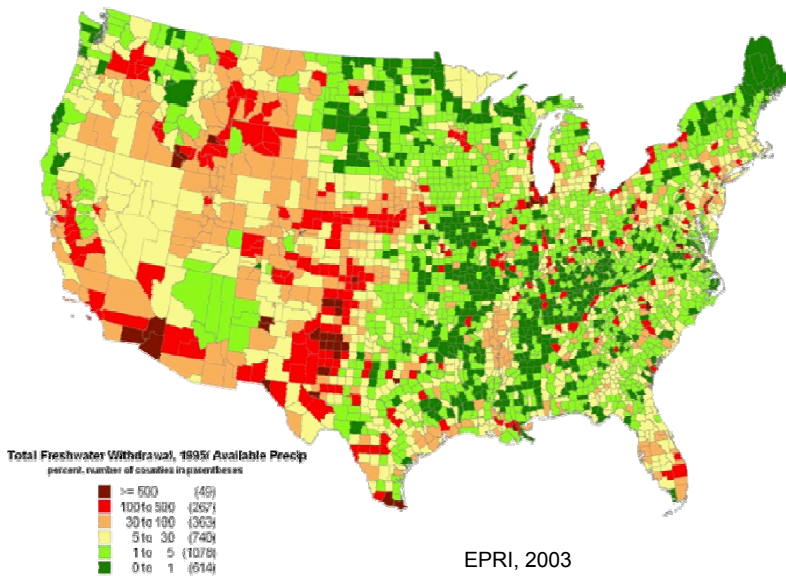 Total Freshwater Withdrawal, 1995/ Available Precip
percent, number of counties in parentheses
>= 500 (49)
100 to 500 (267)
30 to 100 (363)
5 to 30 (740)
1 to 5 (1078)
0 to 1 (614)
EPRI, 2003